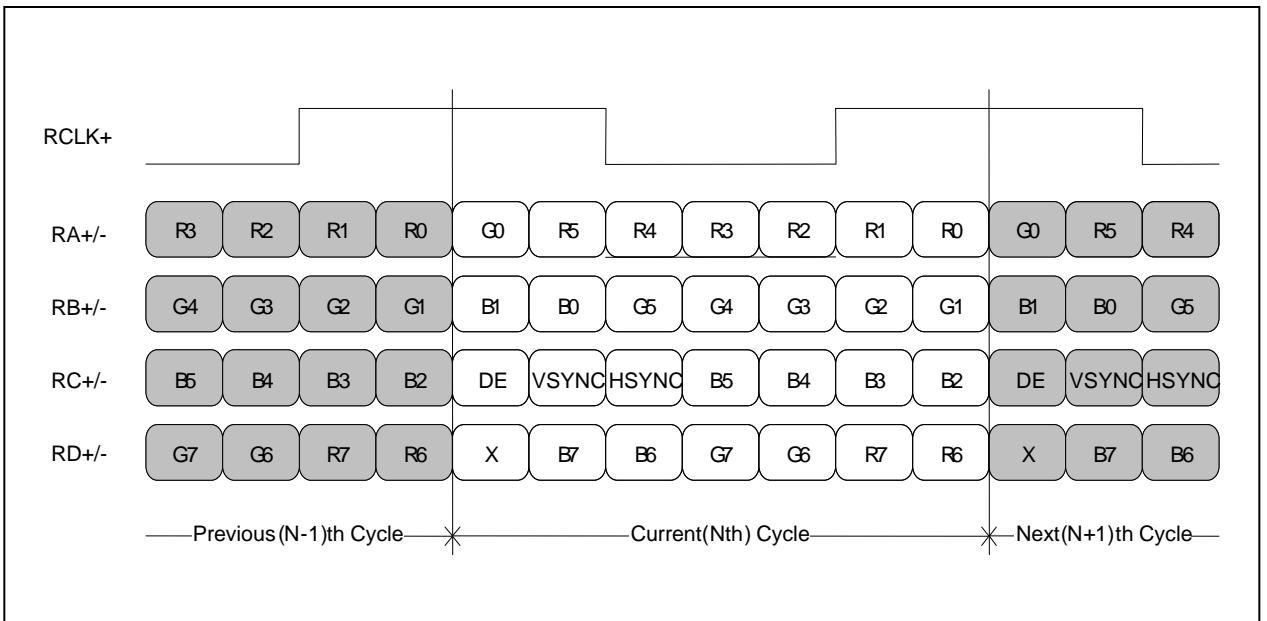 RCLK+
RA+/- R3 R2 R1 R0 G0 R5 R4 R3 R2 R1 R0 G0 R5 R4
RB+/- G4 G3 G2 G1 B1 B0 G5 G4 G3 G2 G1 B1 B0 G5
RC+/- B5 B4 B3 B2 DE VSYNC HSYNC B5 B4 B3 B2 DE VSYNC HSYNC
RD+/- G7 G6 R7 R6 X B7 B6 G7 G6 R7 R6 X B7 B6
Previous(N-1)th Cycle Current(Nth) Cycle Next(N+1)th Cycle